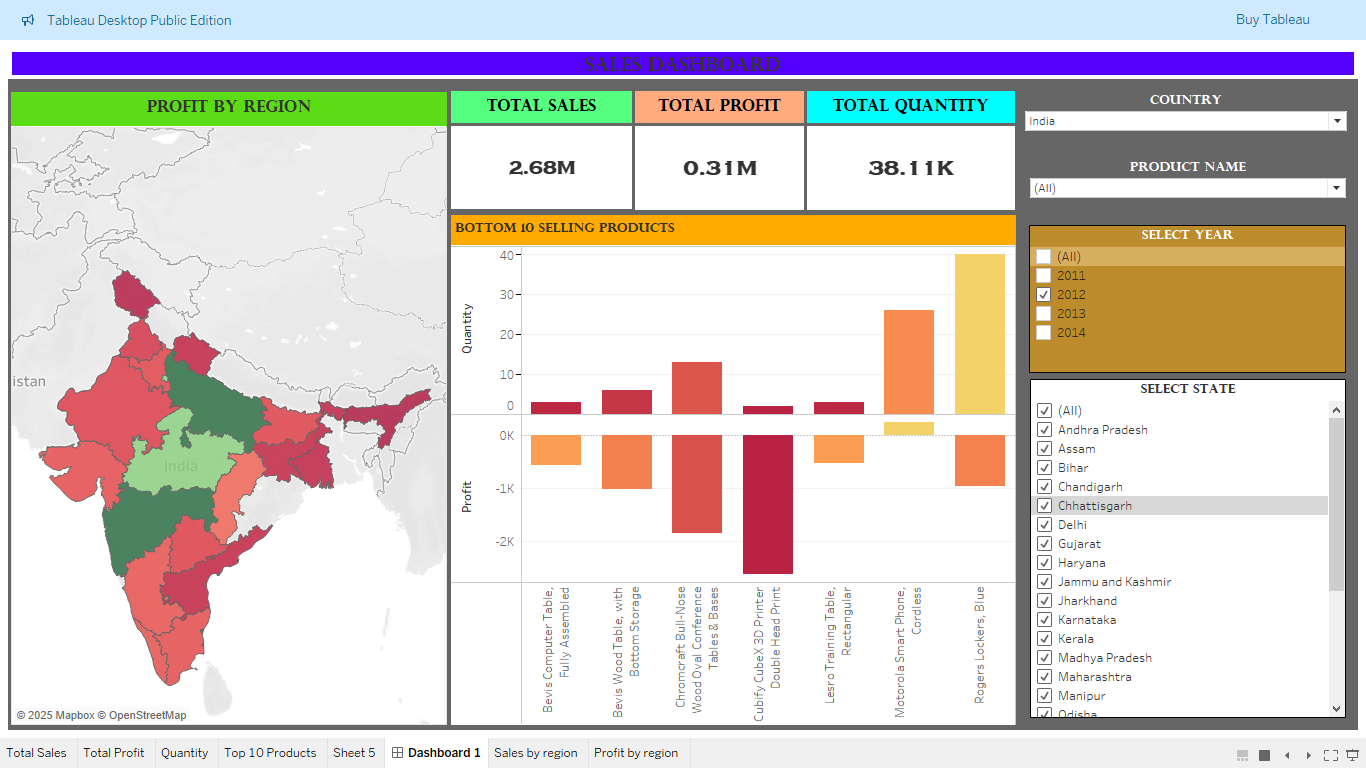 Tableau Desktop Public Edition
Buy Tableau
SALES DASHBOARD
PROFIT BY REGION
TOTAL SALES
TOTAL PROFIT
TOTAL QUANTITY
2.68M
0.31M
38.11K
istan
India
© 2025 Mapbox © OpenStreetMap
BOTTOM 10 SELLING PRODUCTS
Quantity
40
30
20
10
0
Profit
0K
-1K
-2K
Bevis Computer Table,
Fully Assembled
Bevis Wood Table, with
Bottom Storage
Chromcraft Bull-Nose
Wood Oval Conference
Tables & Bases
Cubify CubeX 3D Printer
Double Head Print
Lesro Training Table,
Rectangular
Motorola Smart Phone,
Cordless
Rogers Lockers, Blue
COUNTRY
India
PRODUCT NAME
(All)
SELECT YEAR
(All)
2011
2012
2013
2014
SELECT STATE
(All)
Andhra Pradesh
Assam
Bihar
Chandigarh
Chhattisgarh
Delhi
Gujarat
Haryana
Jammu and Kashmir
Jharkhand
Karnataka
Kerala
Madhya Pradesh
Maharashtra
Manipur
Odisha
Total Sales
Total Profit
Quantity
Top 10 Products
Sheet 5
Dashboard 1
Sales by region
Profit by region